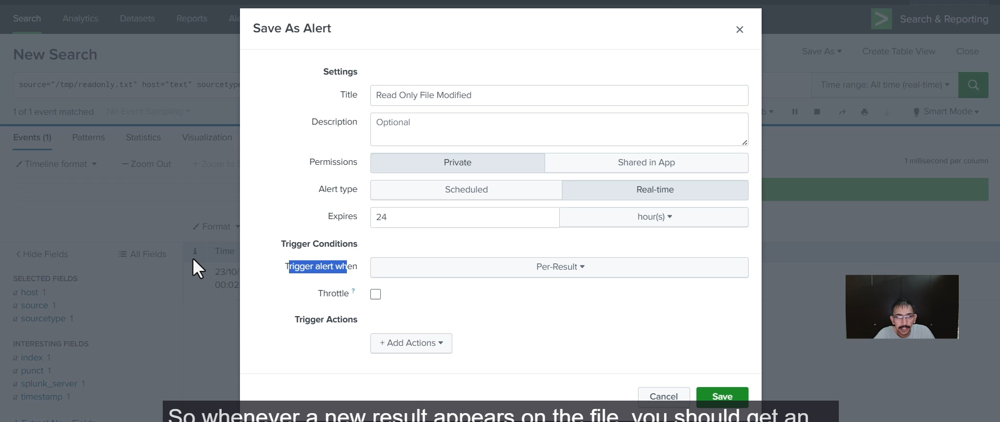 Search Analytics Datasets Reports Ale
Search & Reporting
Save As Alert
New Search
Save As Create Table View Close
source="/tmp/readonly.txt" host="text" sourcetype
Time range: All time (real-time)
1 of 1 event matched No Event Sampling
b
Smart Mode
Events (1) Patterns Statistics Visualization
Timeline format — Zoom Out + Zoom to S
1 millisecond per column
Format
< Hide Fields All Fields
i Time
23/10/
00:02:
SELECTED FIELDS
a host 1
a source 1
a sourcetype 1
INTERESTING FIELDS
a index 1
a punct 1
a splunk_server 1
a timestamp 1
+ Extract New Fields
Settings
Title Read Only File Modified
Description Optional
Permissions Private Shared in App
Alert type Scheduled Real-time
Expires 24 hour(s)
Trigger Conditions
Trigger alert when Per-Result
Throttle ?
Trigger Actions
+ Add Actions
Cancel Save
So whenever a new result appears on the file, you should get an